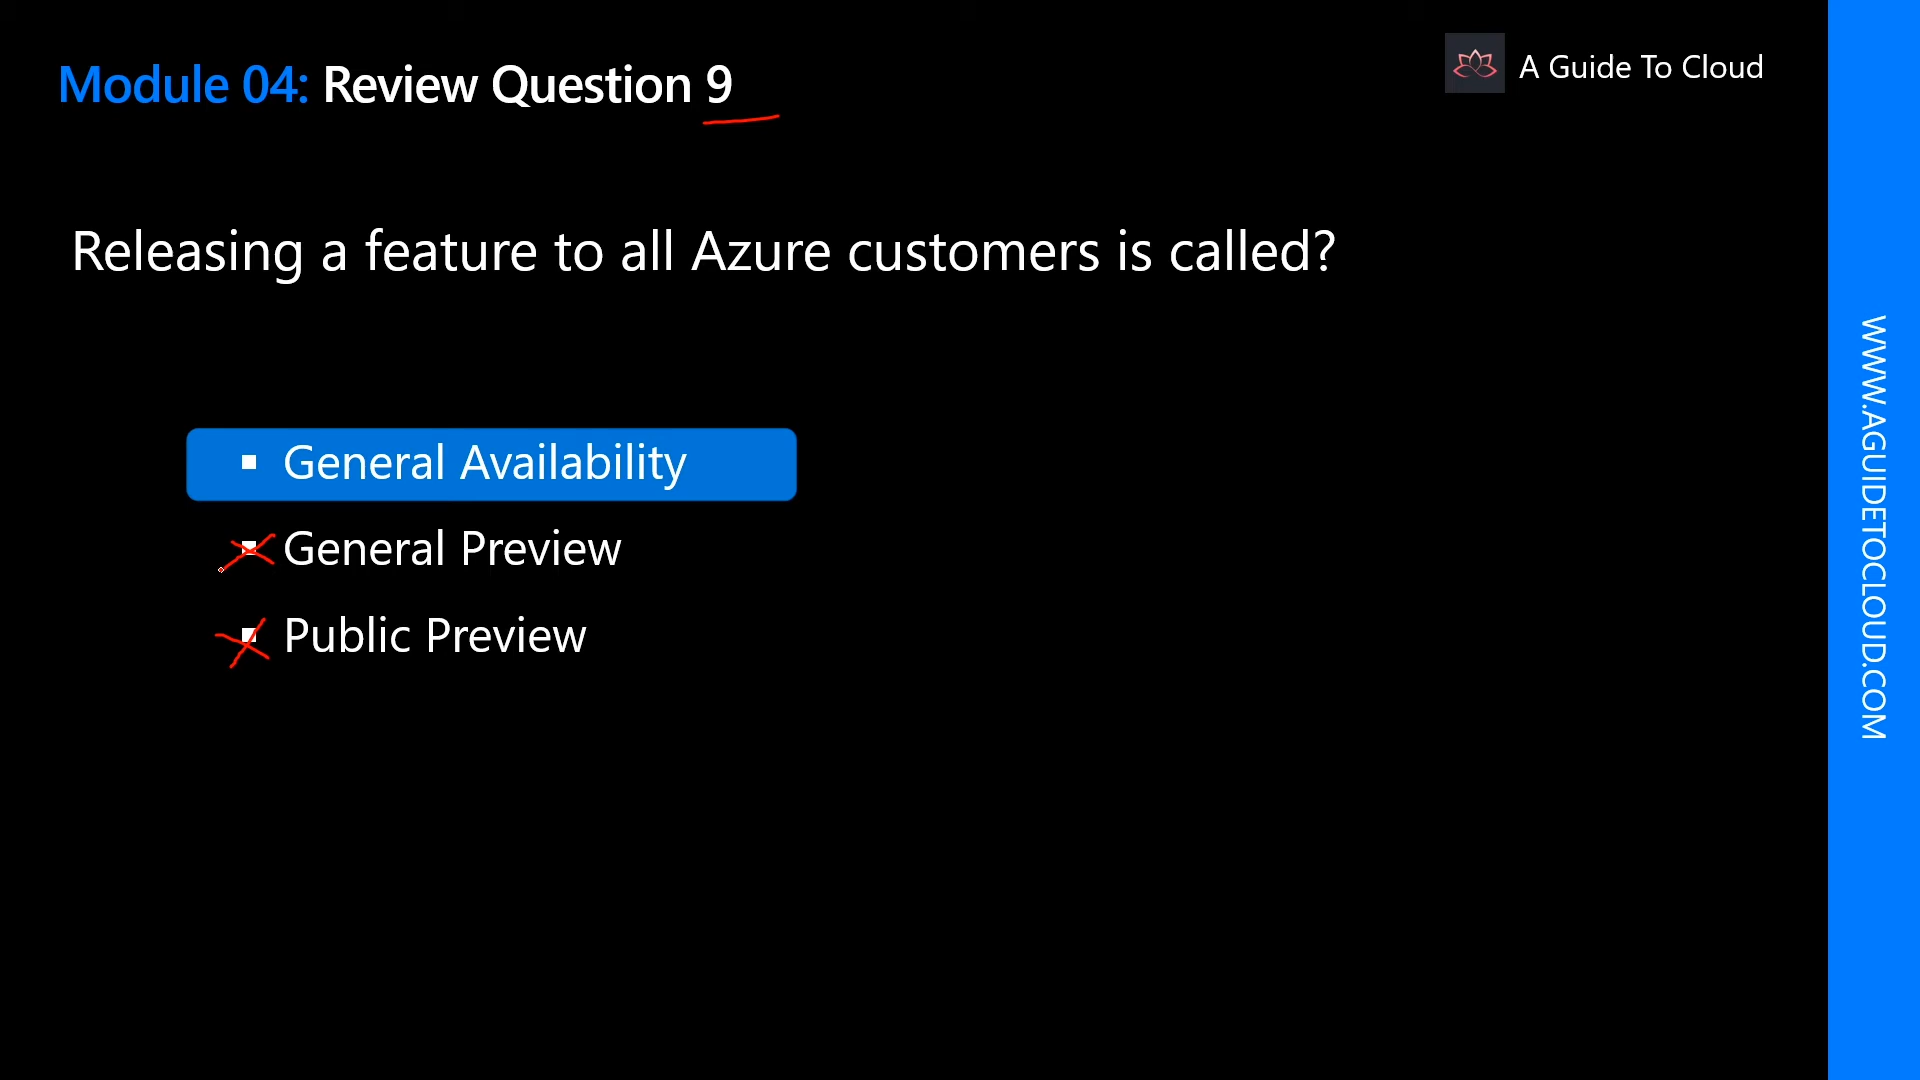 Module 04: Review Question 9
A Guide To Cloud
Releasing a feature to all Azure customers is called?
▪ General Availability
▪ General Preview
▪ Public Preview
WWW.AGUIDETOCLOUD.COM